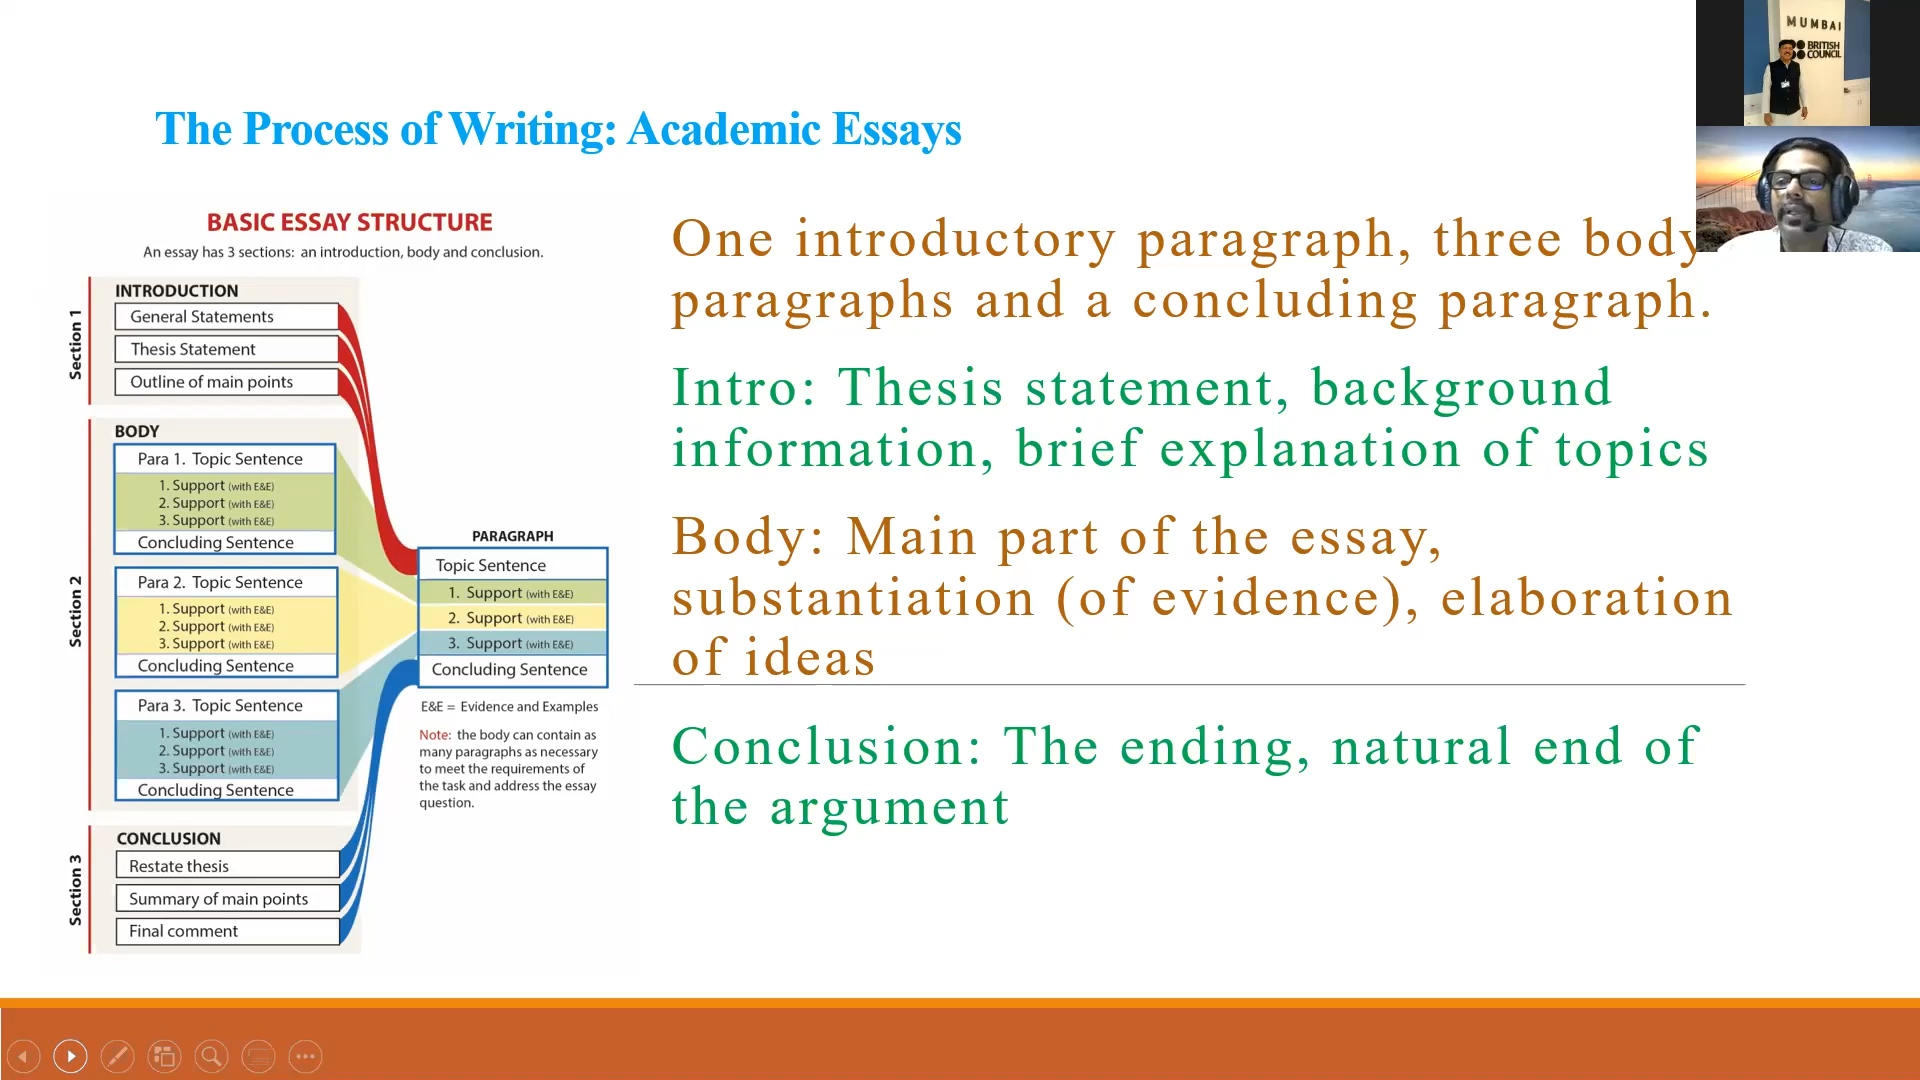 The Process of Writing: Academic Essays
BASIC ESSAY STRUCTURE
An essay has 3 sections: an introduction, body and conclusion.
Section 1
INTRODUCTION
General Statements
Thesis Statement
Outline of main points
Section 2
BODY
Para 1. Topic Sentence
1. Support (with E&E)
2. Support (with E&E)
3. Support (with E&E)
Concluding Sentence
Para 2. Topic Sentence
1. Support (with E&E)
2. Support (with E&E)
3. Support (with E&E)
Concluding Sentence
Para 3. Topic Sentence
1. Support (with E&E)
2. Support (with E&E)
3. Support (with E&E)
Concluding Sentence
Section 3
CONCLUSION
Restate thesis
Summary of main points
Final comment
PARAGRAPH
Topic Sentence
1. Support (with E&E)
2. Support (with E&E)
3. Support (with E&E)
Concluding Sentence
E&E = Evidence and Examples
Note: the body can contain as
many paragraphs as necessary
to meet the requirements of
the task and address the essay
question.
One introductory paragraph, three body
paragraphs and a concluding paragraph.
Intro: Thesis statement, background
information, brief explanation of topics
Body: Main part of the essay,
substantiation (of evidence), elaboration
of ideas
Conclusion: The ending, natural end of
the argument
MUMBAI
BRITISH
COUNCIL